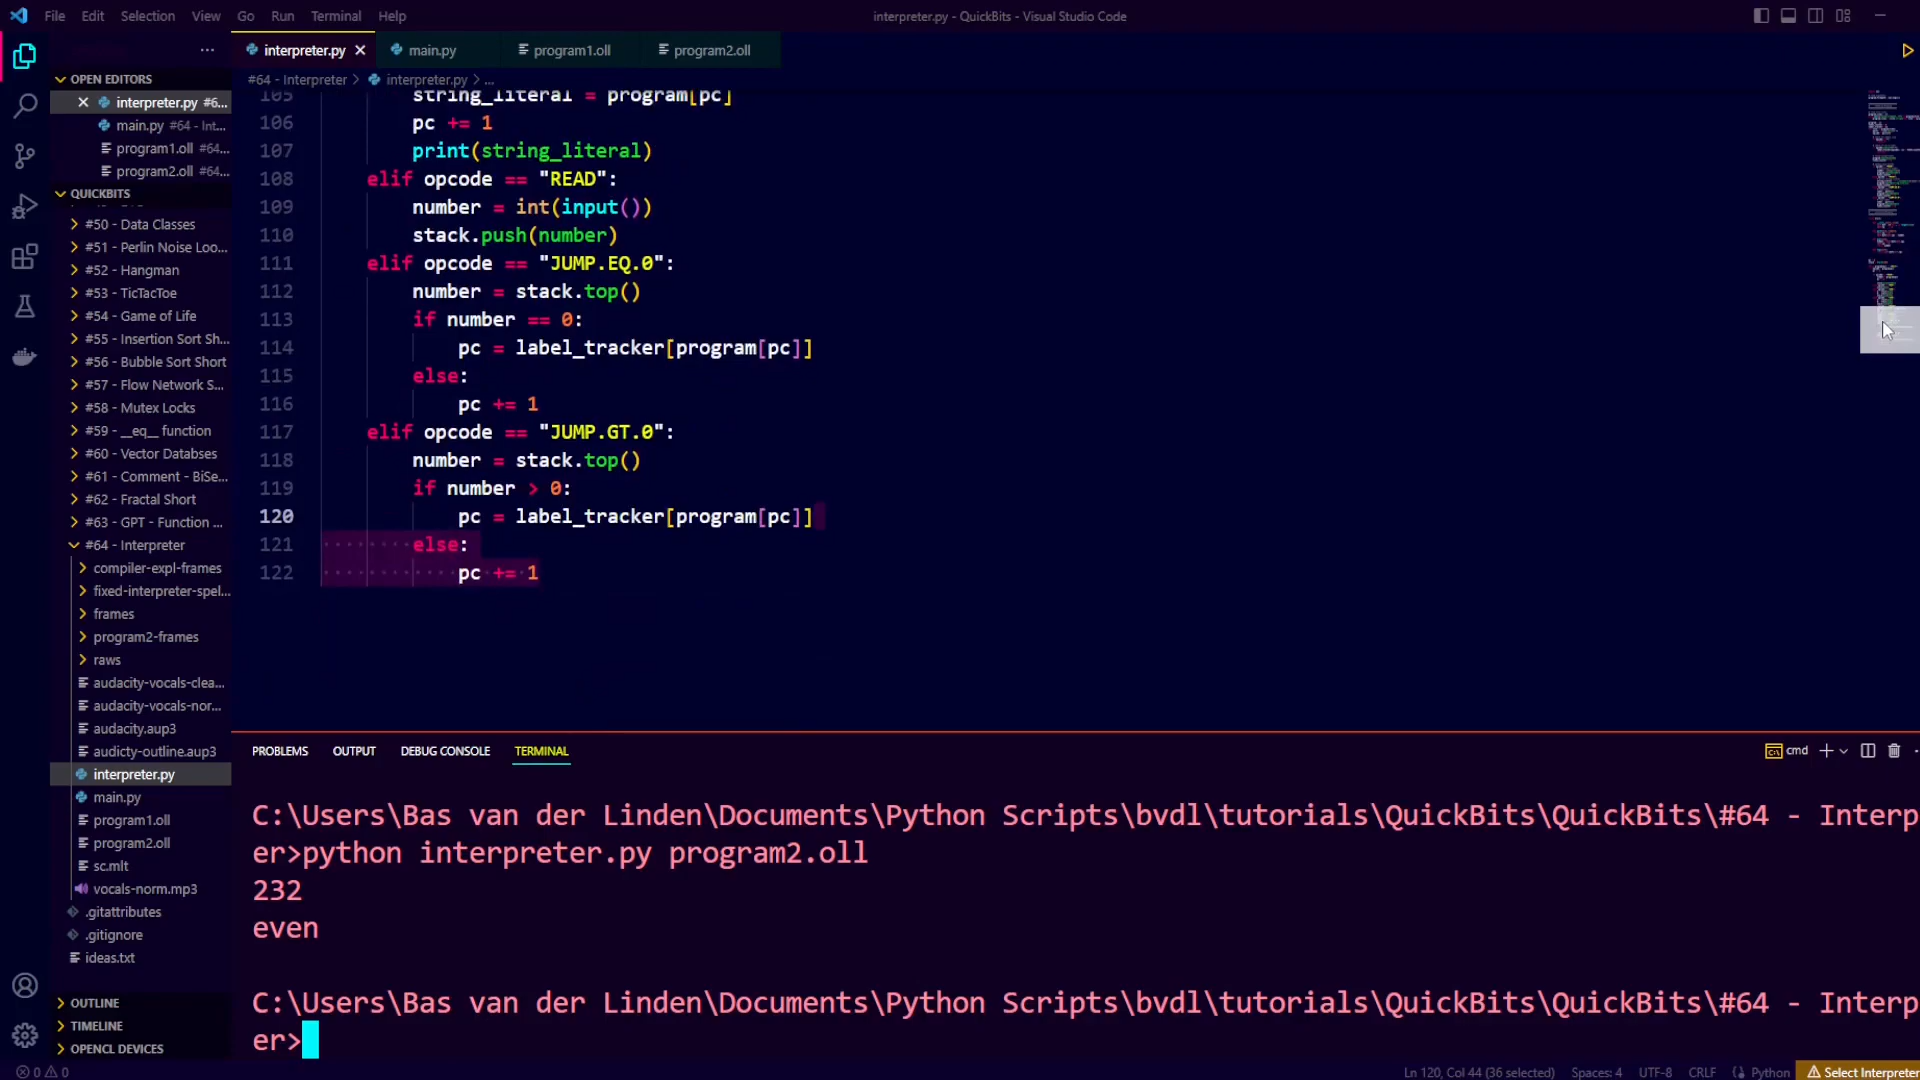 File Edit Selection View Go Run Terminal Help
interpreter.py - QuickBits - Visual Studio Code
interpreter.py
main.py
program1.oll
program2.oll
#64 - Interpreter > interpreter.py > ...
OPEN EDITORS
interpreter.py #6...
main.py #64 - Int...
program1.oll #64...
program2.oll #64...
QUICKBITS
#50 - Data Classes
#51 - Perlin Noise Loo...
#52 - Hangman
#53 - TicTacToe
#54 - Game of Life
#55 - Insertion Sort Sh...
#56 - Bubble Sort Short
#57 - Flow Network S...
#58 - Mutex Locks
#59 - __eq__ function
#60 - Vector Databses
#61 - Comment - BiSe...
#62 - Fractal Short
#63 - GPT - Function ...
#64 - Interpreter
compiler-expl-frames
fixed-interpreter-spel...
frames
program2-frames
raws
audacity-vocals-clea...
audacity-vocals-nor...
audacity.aup3
audicty-outline.aup3
interpreter.py
main.py
program1.oll
program2.oll
sc.mlt
vocals-norm.mp3
.gitattributes
.gitignore
ideas.txt
OUTLINE
TIMELINE
OPENCL DEVICES
105 string_literal = program[pc]
106 pc += 1
107 print(string_literal)
108 elif opcode == "READ":
109 number = int(input())
110 stack.push(number)
111 elif opcode == "JUMP.EQ.0":
112 number = stack.top()
113 if number == 0:
114 pc = label_tracker[program[pc]]
115 else:
116 pc += 1
117 elif opcode == "JUMP.GT.0":
118 number = stack.top()
119 if number > 0:
120 pc = label_tracker[program[pc]]
121 else:
122 pc += 1
PROBLEMS OUTPUT DEBUG CONSOLE TERMINAL
cmd
C:\Users\Bas van der Linden\Documents\Python Scripts\bvdl\tutorials\QuickBits\QuickBits\#64 - Interp
er>python interpreter.py program2.oll
232
even
C:\Users\Bas van der Linden\Documents\Python Scripts\bvdl\tutorials\QuickBits\QuickBits\#64 - Interp
er>
0 0
Ln 120, Col 44 (36 selected) Spaces: 4 UTF-8 CRLF Python Select Interpreter